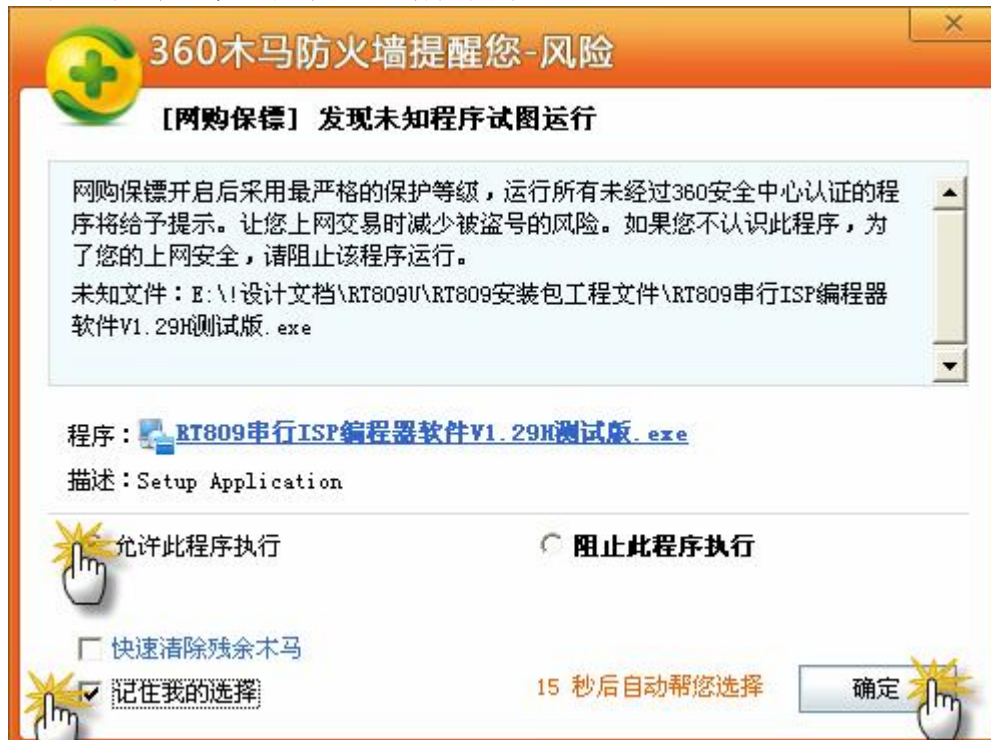 360木马防火墙提醒您-风险
[网购保镖] 发现未知程序试图运行
网购保镖开启后采用最严格的保护等级，运行所有未经过360安全中心认证的程
序将给予提示。让您上网交易时减少被盗号的风险。如果您不认识此程序，为
了您的上网安全，请阻止该程序运行。
未知文件：E:\!设计文档\RT809U\RT809安装包工程文件\RT809串行ISP编程器
软件V1.29H测试版.exe
程序：RT809串行ISP编程器软件V1.29H测试版.exe
描述：Setup Application
允许此程序执行
阻止此程序执行
快速清除残余木马
记住我的选择
15 秒后自动帮您选择
确定